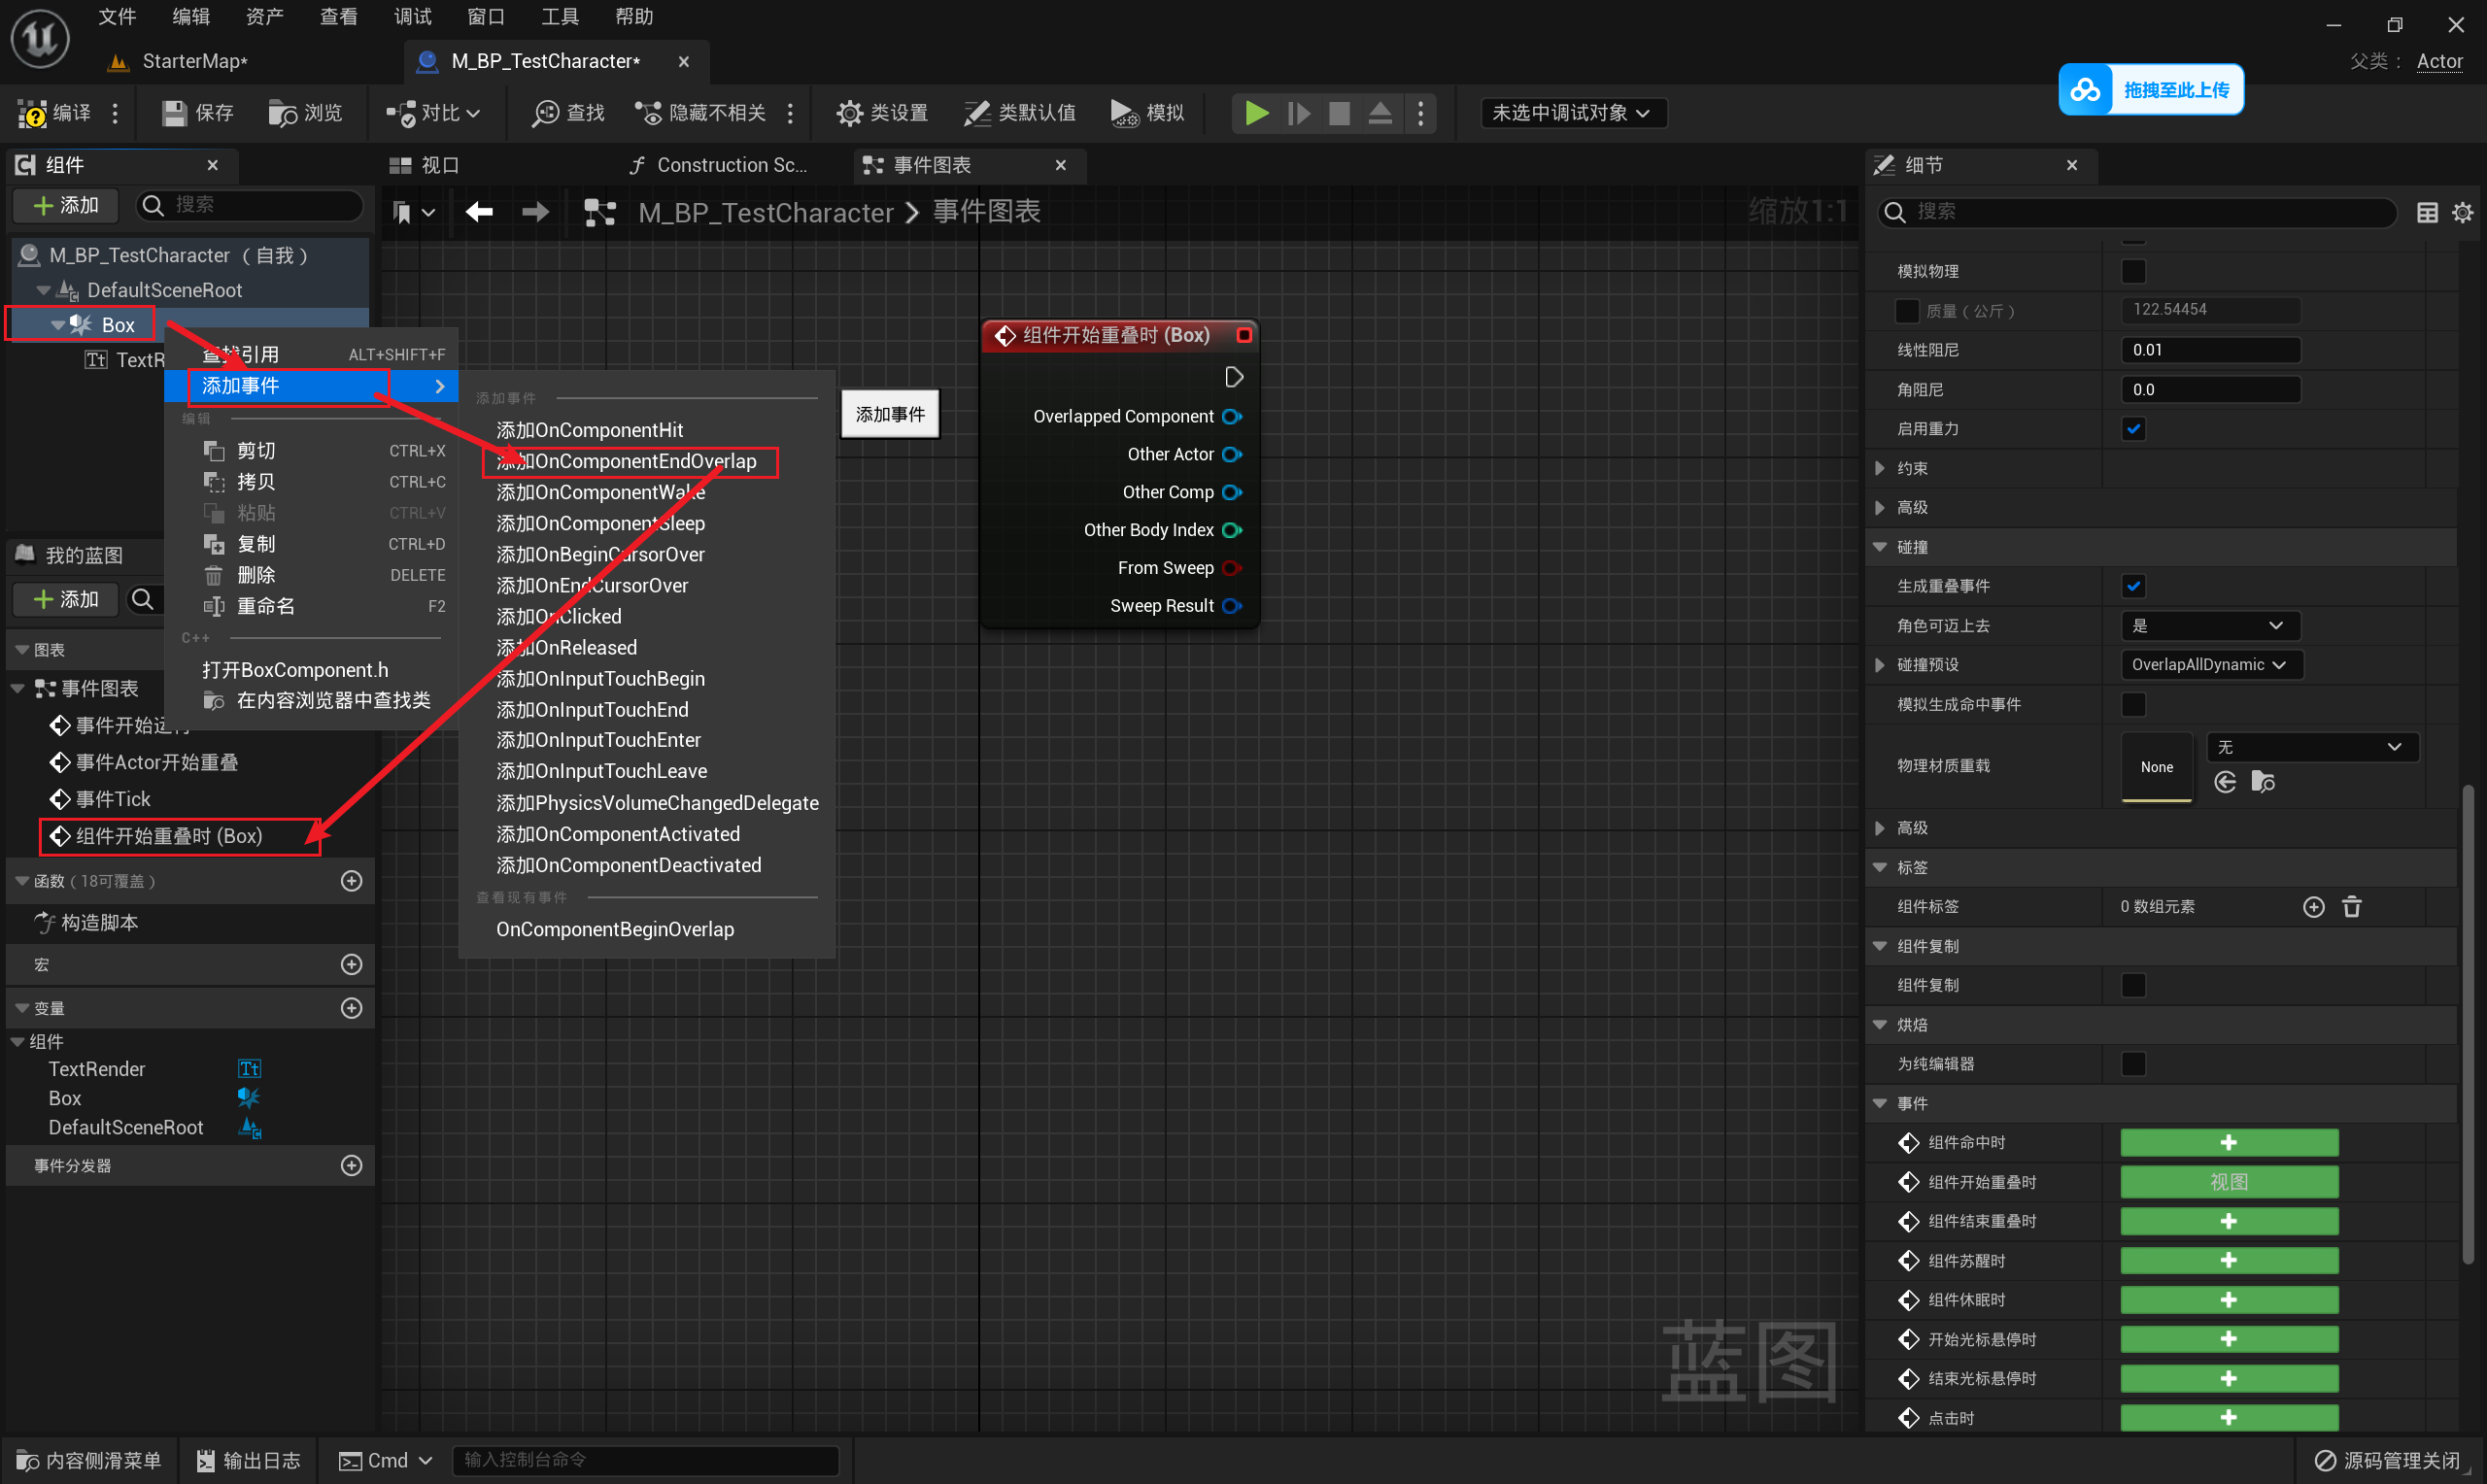 文件 编辑 资产 查看 调试 窗口 工具 帮助
StarterMap*
M_BP_TestCharacter*
父类： Actor
拖拽至此上传
编译
保存
浏览
对比
查找
隐藏不相关
类设置
类默认值
模拟
未选中调试对象
组件
添加
搜索
M_BP_TestCharacter （自我）
DefaultSceneRoot
Box
TextR
查找引用 ALT+SHIFT+F
添加事件
编辑
剪切 CTRL+X
拷贝 CTRL+C
粘贴 CTRL+V
复制 CTRL+D
删除 DELETE
重命名 F2
C++
打开BoxComponent.h
在内容浏览器中查找类
添加事件
添加OnComponentHit
添加OnComponentEndOverlap
添加OnComponentWake
添加OnComponentSleep
添加OnBeginCursorOver
添加OnEndCursorOver
添加OnClicked
添加OnReleased
添加OnInputTouchBegin
添加OnInputTouchEnd
添加OnInputTouchEnter
添加OnInputTouchLeave
添加PhysicsVolumeChangedDelegate
添加OnComponentActivated
添加OnComponentDeactivated
查看现有事件
OnComponentBeginOverlap
添加事件
我的蓝图
添加
图表
事件图表
事件开始运行
事件Actor开始重叠
事件Tick
组件开始重叠时 (Box)
函数（18可覆盖）
构造脚本
宏
变量
组件
TextRender
Box
DefaultSceneRoot
事件分发器
视口
Construction Sc...
事件图表
M_BP_TestCharacter
事件图表
缩放1:1
组件开始重叠时 (Box)
Overlapped Component
Other Actor
Other Comp
Other Body Index
From Sweep
Sweep Result
蓝图
细节
搜索
模拟物理
质量（公斤） 122.54454
线性阻尼 0.01
角阻尼 0.0
启用重力
约束
高级
碰撞
生成重叠事件
角色可迈上去 是
碰撞预设 OverlapAllDynamic
模拟生成命中事件
物理材质重载 None 无
高级
标签
组件标签 0 数组元素
组件复制
组件复制
烘焙
为纯编辑器
事件
组件命中时
组件开始重叠时 视图
组件结束重叠时
组件苏醒时
组件休眠时
开始光标悬停时
结束光标悬停时
点击时
内容侧滑菜单
输出日志
Cmd
输入控制台命令
源码管理关闭